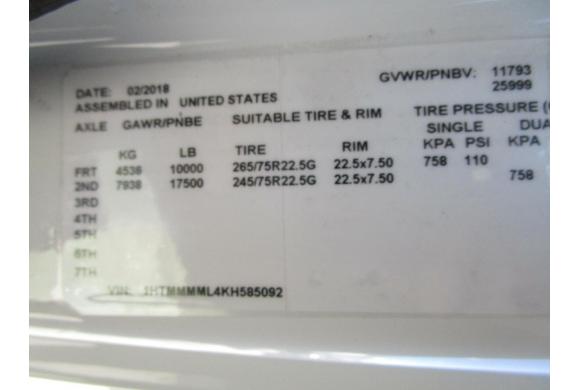 DATE: 02/2018 GVWR/PNBV: 11793
ASSEMBLED IN UNITED STATES 25999
AXLE GAWR/PNBE SUITABLE TIRE & RIM TIRE PRESSURE (
SINGLE DUA
KG LB TIRE RIM KPA PSI KPA
FRT 4536 10000 265/75R22.5G 22.5x7.50 758 110
2ND 7938 17500 245/75R22.5G 22.5x7.50 758
3RD
4TH
5TH
6TH
7TH
VIN: 1HTMMMML4KH585092